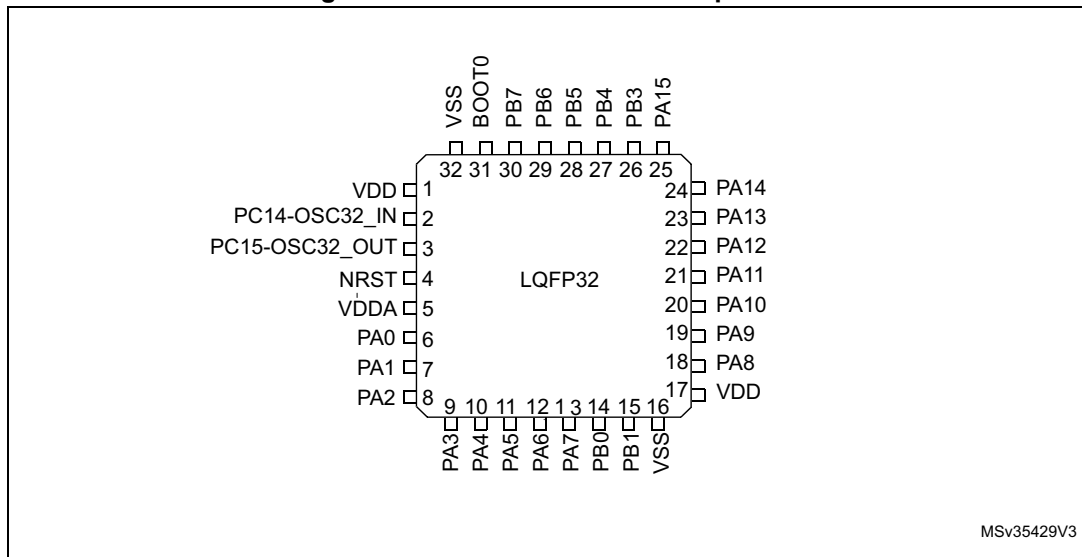 VSS
BOOT0
PB7
PB6
PB5
PB4
PB3
PA15
32 31 30 29 28 27 26 25
VDD 1
PC14-OSC32_IN 2
PC15-OSC32_OUT 3
NRST 4
VDDA 5
PA0 6
PA1 7
PA2 8
LQFP32
24 PA14
23 PA13
22 PA12
21 PA11
20 PA10
19 PA9
18 PA8
17 VDD
9 10 11 12 13 14 15 16
PA3
PA4
PA5
PA6
PA7
PB0
PB1
VSS
MSv35429V3